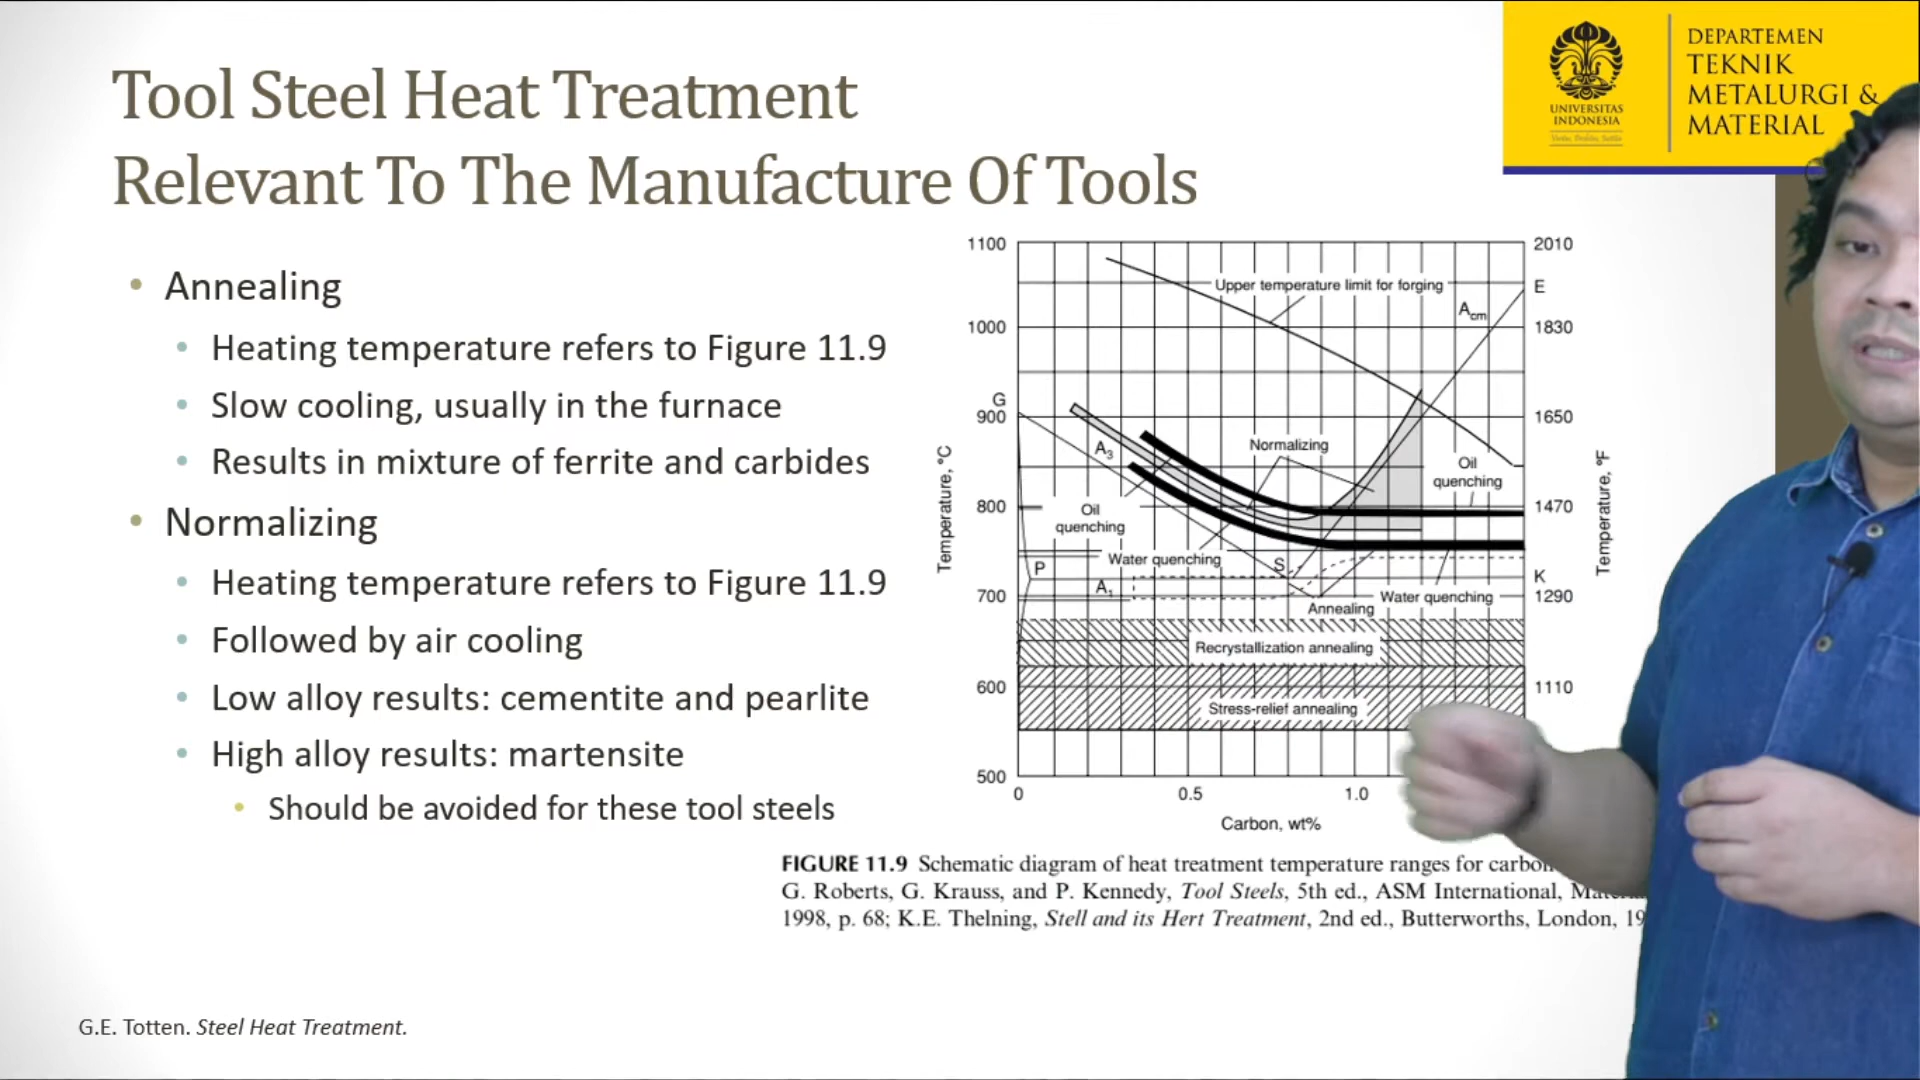 Tool Steel Heat Treatment
Relevant To The Manufacture Of Tools
UNIVERSITAS
INDONESIA
DEPARTEMEN
TEKNIK
METALURGI &
MATERIAL
• Annealing
• Heating temperature refers to Figure 11.9
• Slow cooling, usually in the furnace
• Results in mixture of ferrite and carbides
• Normalizing
• Heating temperature refers to Figure 11.9
• Followed by air cooling
• Low alloy results: cementite and pearlite
• High alloy results: martensite
• Should be avoided for these tool steels
1100
1000
G
900
800
700
600
500
Temperature, °C
2010
E
1830
1650
1470
K
1290
1110
Temperature, °F
Upper temperature limit for forging
Acm
A3
Normalizing
Oil
quenching
Oil
quenching
Water quenching
S
P
A1
Water quenching
Annealing
Recrystallization annealing
Stress-relief annealing
0
0.5
1.0
Carbon, wt%
FIGURE 11.9 Schematic diagram of heat treatment temperature ranges for
G. Roberts, G. Krauss, and P. Kennedy, Tool Steels, 5th ed., ASM International,
1998, p. 68; K.E. Thelning, Stell and its Hert Treatment, 2nd ed., Butterworths, London,
G.E. Totten. Steel Heat Treatment.